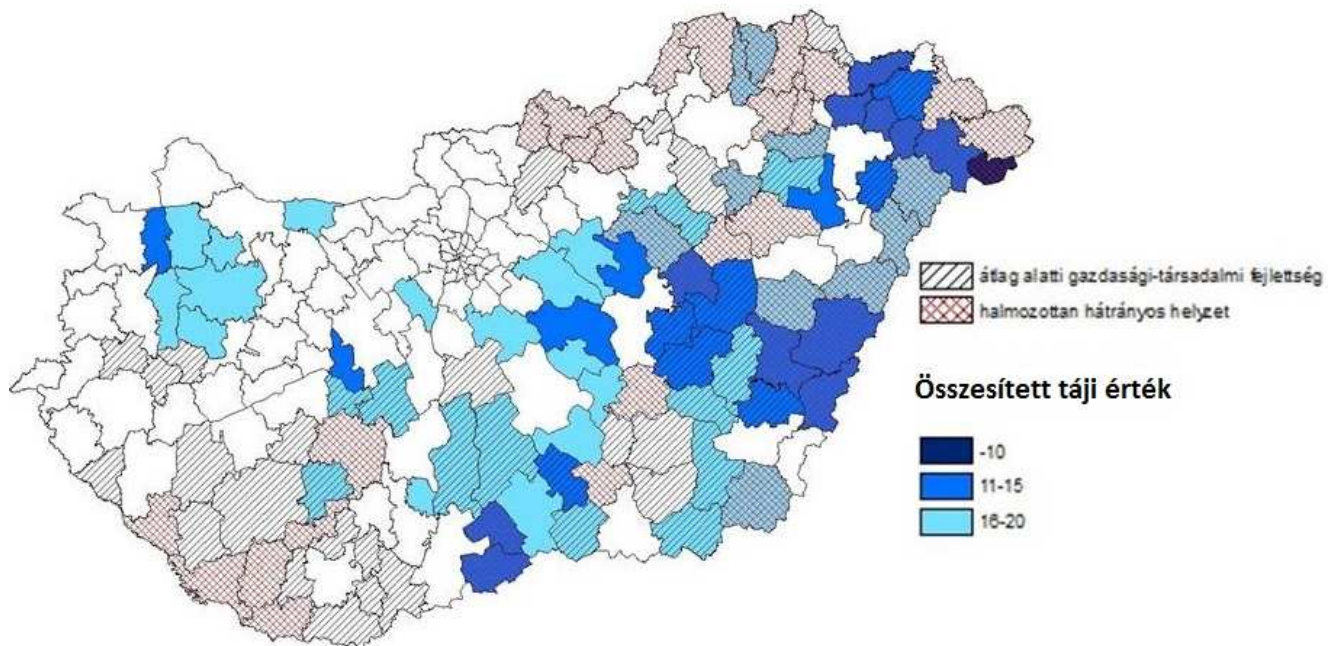 átlag alatti gazdasági-társadalmi fejlettség
halmozottan hátrányos helyzet
Összesített táji érték
-10
11-15
16-20